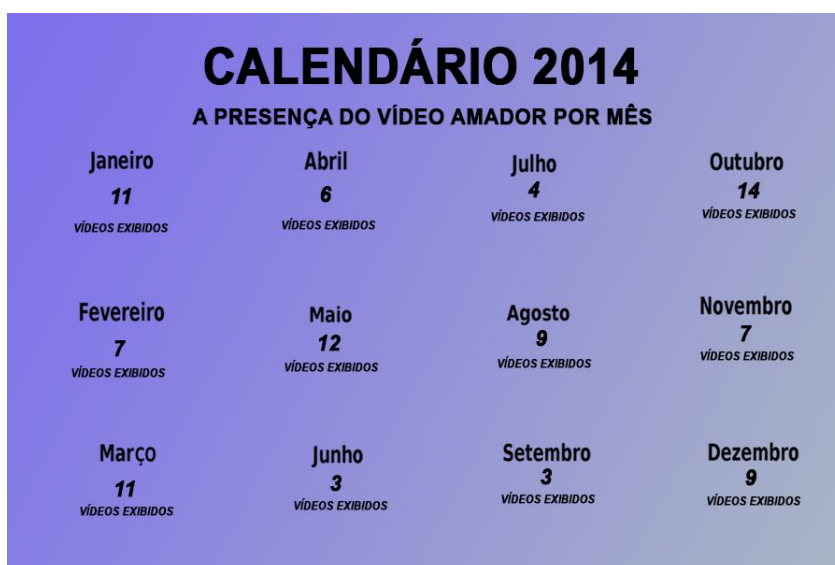 CALENDÁRIO 2014
A PRESENÇA DO VÍDEO AMADOR POR MÊS
Janeiro
11
VÍDEOS EXIBIDOS
Fevereiro
7
VÍDEOS EXIBIDOS
Março
11
VÍDEOS EXIBIDOS
Abril
6
VÍDEOS EXIBIDOS
Maio
12
VÍDEOS EXIBIDOS
Junho
3
VÍDEOS EXIBIDOS
Julho
4
VÍDEOS EXIBIDOS
Agosto
9
VÍDEOS EXIBIDOS
Setembro
3
VÍDEOS EXIBIDOS
Outubro
14
VÍDEOS EXIBIDOS
Novembro
7
VÍDEOS EXIBIDOS
Dezembro
9
VÍDEOS EXIBIDOS